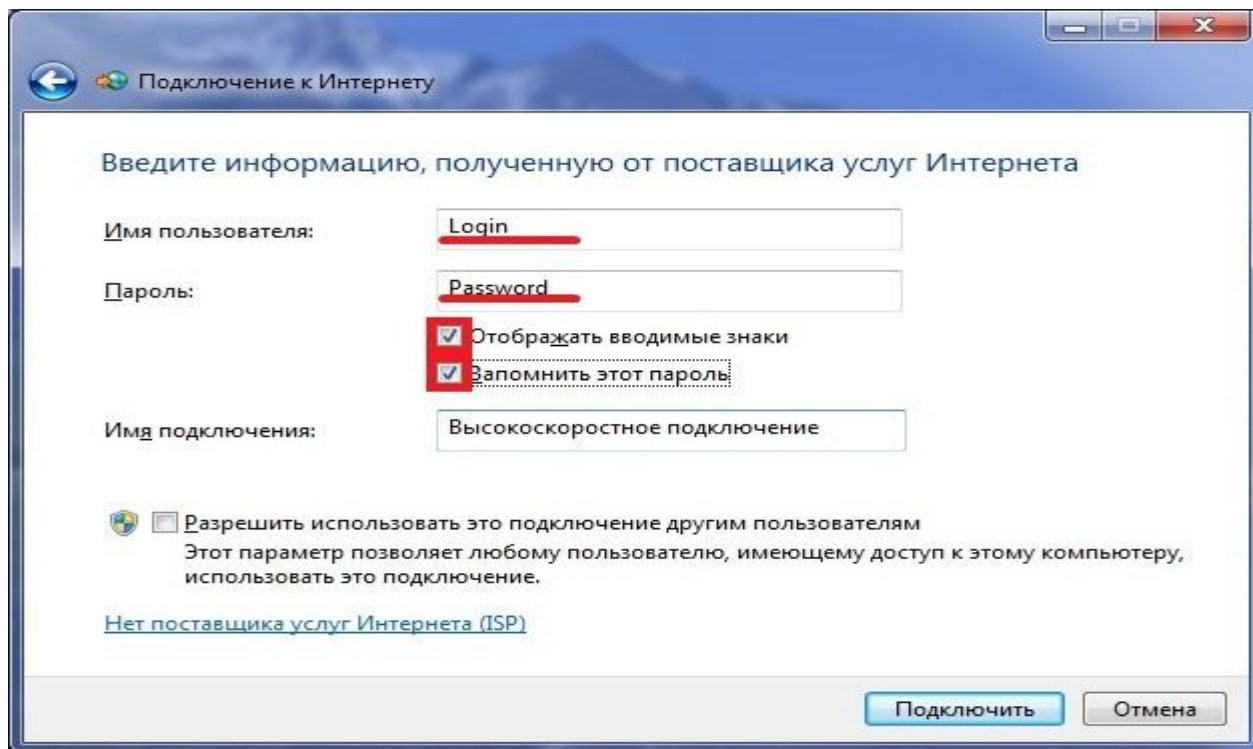 Подключение к Интернету
Введите информацию, полученную от поставщика услуг Интернета
Имя пользователя:
Login
Пароль:
Password
Отображать вводимые знаки
Запомнить этот пароль
Имя подключения:
Высокоскоростное подключение
Разрешить использовать это подключение другим пользователям
Этот параметр позволяет любому пользователю, имеющему доступ к этому компьютеру,
использовать это подключение.
Нет поставщика услуг Интернета (ISP)
Подключить
Отмена